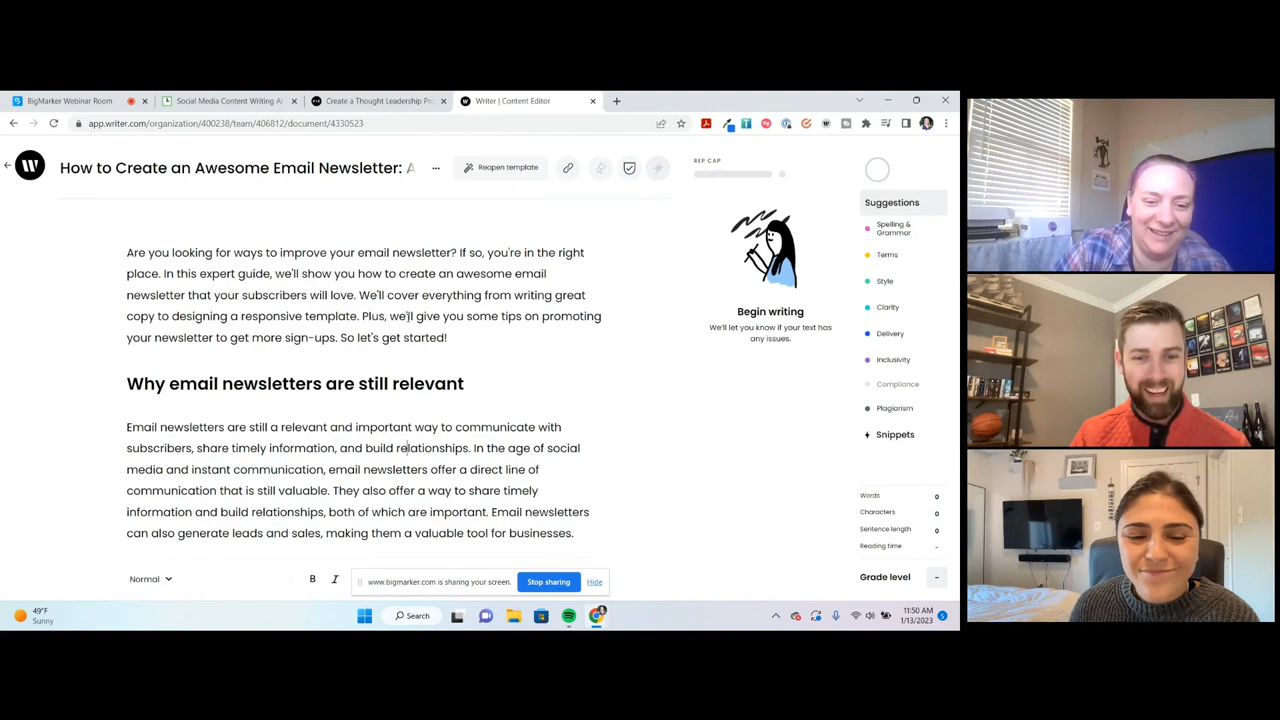 BigMarker Webinar Room
Social Media Content Writing AI
Create a Thought Leadership Pro
Writer | Content Editor
app.writer.com/organization/400238/team/406812/document/4330523
How to Create an Awesome Email Newsletter: A
Reopen template
REP CAP
Are you looking for ways to improve your email newsletter? If so, you're in the right
place. In this expert guide, we'll show you how to create an awesome email
newsletter that your subscribers will love. We'll cover everything from writing great
copy to designing a responsive template. Plus, we'll give you some tips on promoting
your newsletter to get more sign-ups. So let's get started!
Why email newsletters are still relevant
Email newsletters are still a relevant and important way to communicate with
subscribers, share timely information, and build relationships. In the age of social
media and instant communication, email newsletters offer a direct line of
communication that is still valuable. They also offer a way to share timely
information and build relationships, both of which are important. Email newsletters
can also generate leads and sales, making them a valuable tool for businesses.
Begin writing
We'll let you know if your text has
any issues.
Suggestions
Spelling &
Grammar
Terms
Style
Clarity
Delivery
Inclusivity
Compliance
Plagiarism
Snippets
Words 0
Characters 0
Sentence length 0
Reading time -
Grade level -
Normal
B I
www.bigmarker.com is sharing your screen.
Stop sharing
Hide
49°F
Sunny
Search
11:50 AM
1/13/2023
5